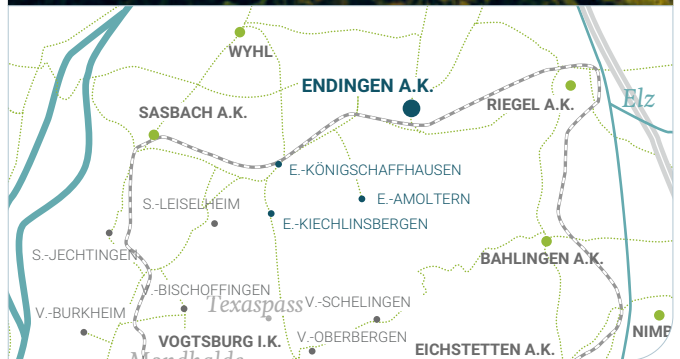 WYHL
ENDINGEN A.K.
RIEGEL A.K.
Elz
SASBACH A.K.
E.-KÖNIGSCHAFFHAUSEN
S.-LEISELHEIM
E.-AMOLTERN
E.-KIECHLINSBERGEN
S.-JECHTINGEN
BAHLINGEN A.K.
V.-BISCHOFFINGEN
Texaspass
V.-SCHELINGEN
V.-BURKHEIM
NIMB
VOGTSBURG I.K.
V.-OBERBERGEN
EICHSTETTEN A.K.
Mondhalde